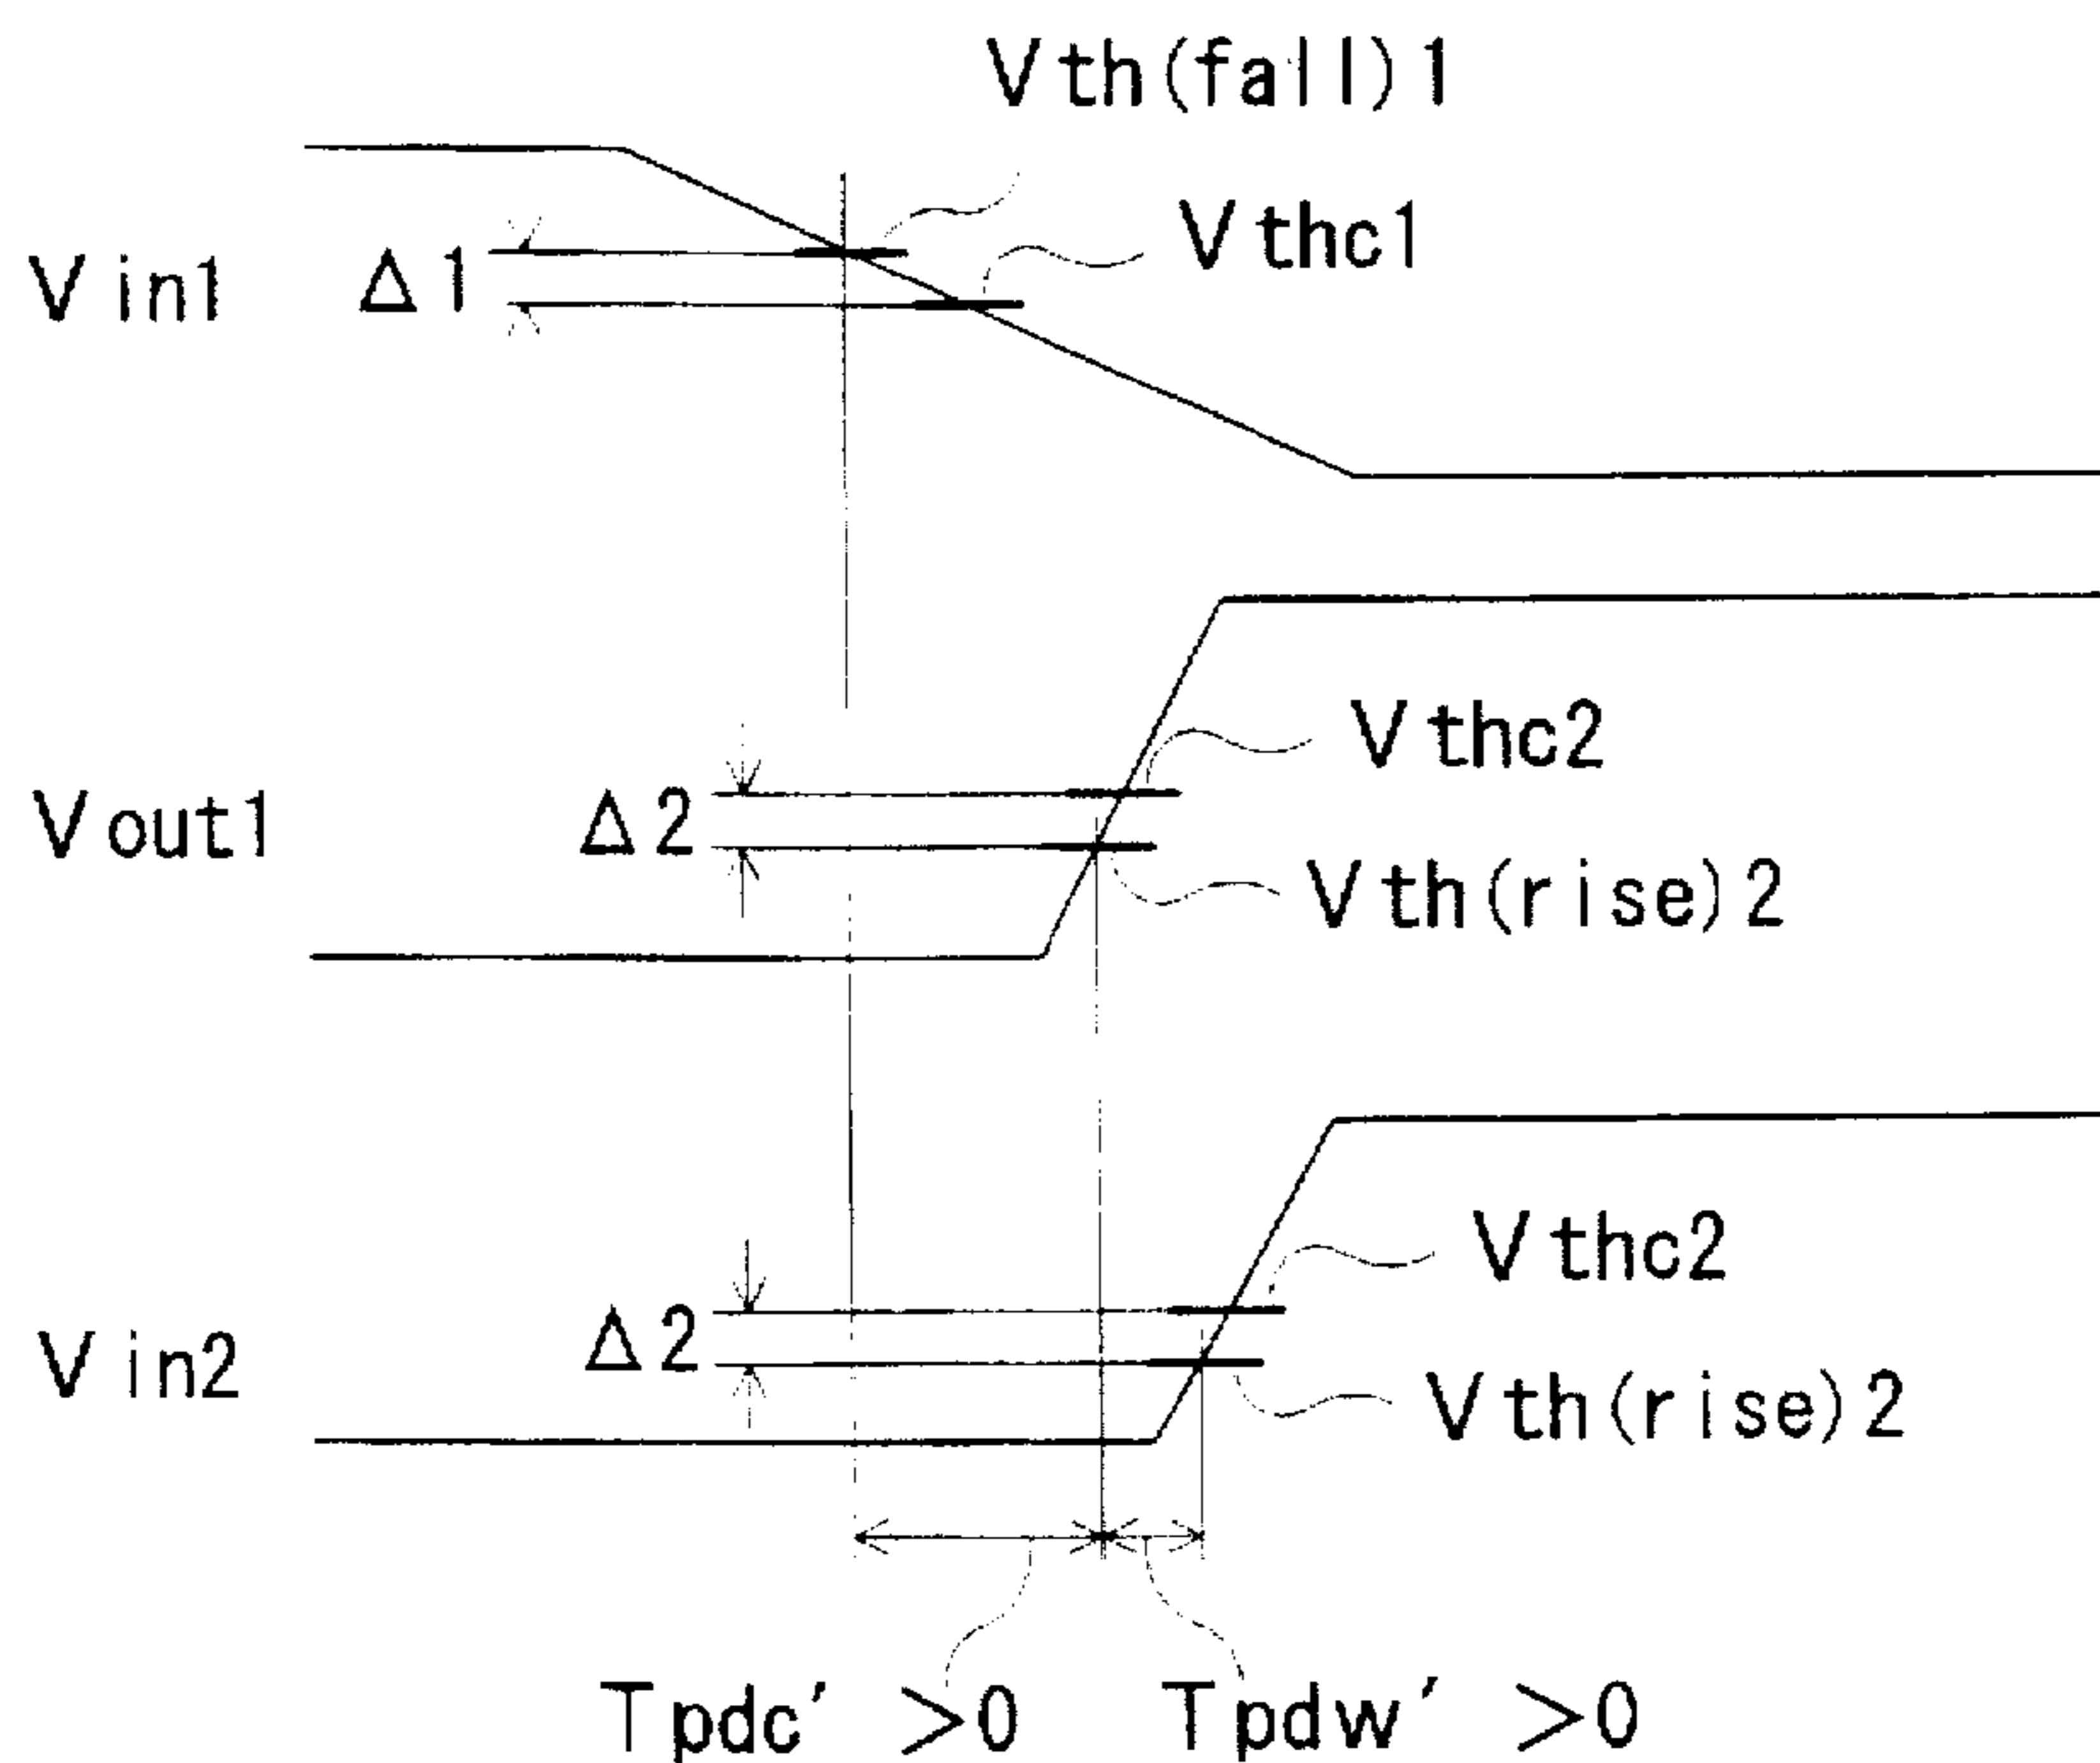 Vth(fall)1
Vthc1
Vin1 Δ1
Vthc2
Vout1 Δ2
Vth(rise)2
Vthc2
Vin2 Δ2
Vth(rise)2
Tpdc' >0 Tpdw' >0